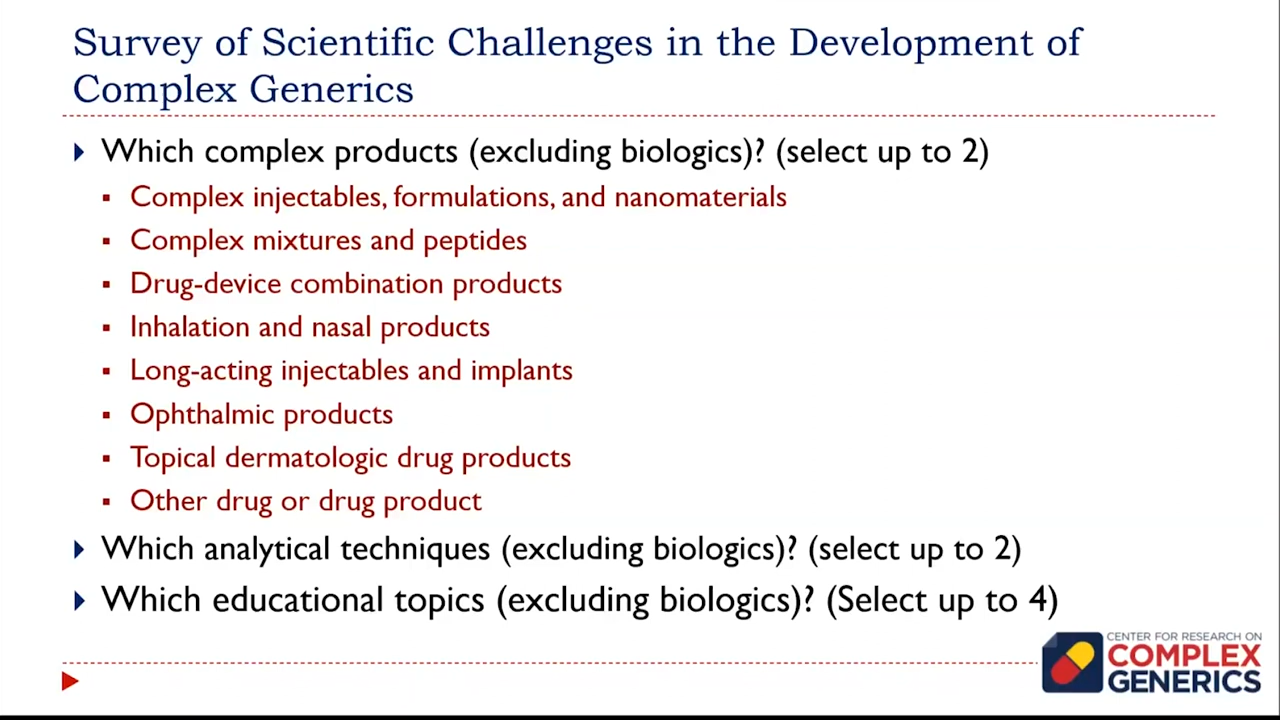 Survey of Scientific Challenges in the Development of
Complex Generics
Which complex products (excluding biologics)? (select up to 2)
Complex injectables, formulations, and nanomaterials
Complex mixtures and peptides
Drug-device combination products
Inhalation and nasal products
Long-acting injectables and implants
Ophthalmic products
Topical dermatologic drug products
Other drug or drug product
Which analytical techniques (excluding biologics)? (select up to 2)
Which educational topics (excluding biologics)? (Select up to 4)
CENTER FOR RESEARCH ON
COMPLEX
GENERICS